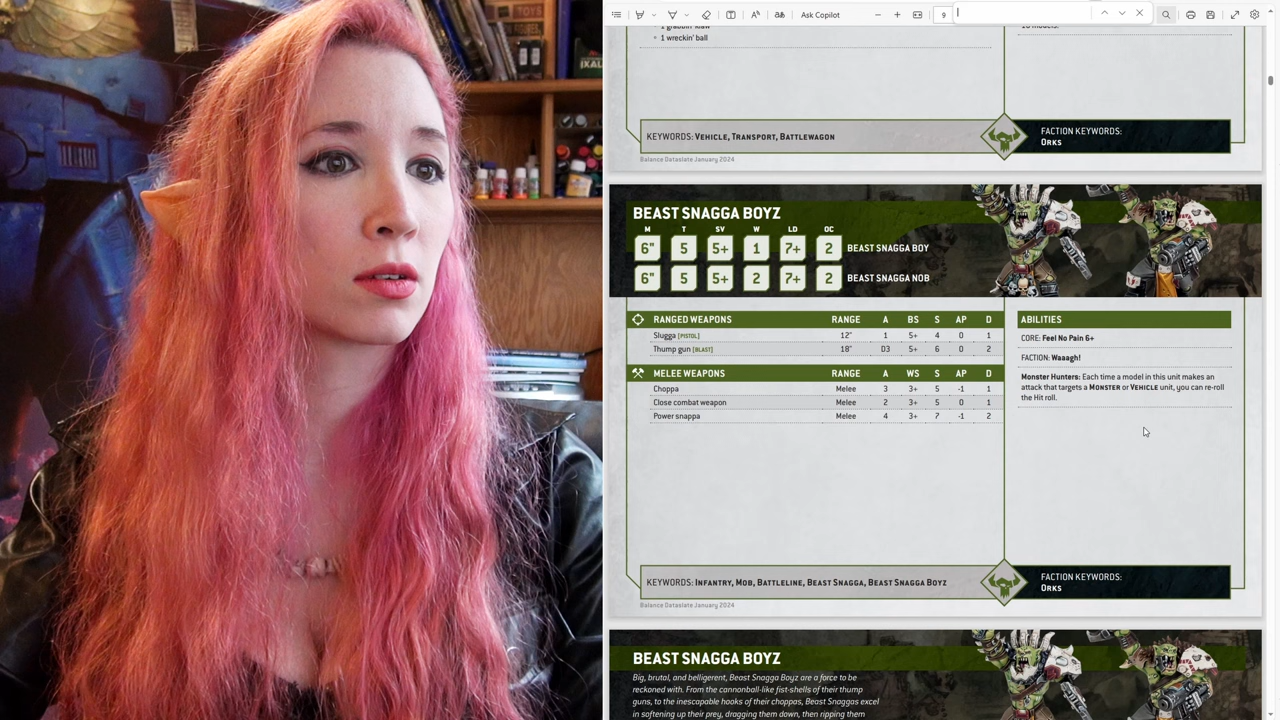 TOYS
Ask Copilot
9
1 grabbin' klaw
1 wreckin' ball
KEYWORDS: VEHICLE, TRANSPORT, BATTLEWAGON
FACTION KEYWORDS:
ORKS
Balance Dataslate January 2024
BEAST SNAGGA BOYZ
M T SV W LD OC
6" 5 5+ 1 7+ 2 BEAST SNAGGA BOY
6" 5 5+ 2 7+ 2 BEAST SNAGGA NOB
RANGED WEAPONS RANGE A BS S AP D
Slugga [PISTOL] 12" 1 5+ 4 0 1
Thump gun [BLAST] 18" D3 5+ 6 0 2
MELEE WEAPONS RANGE A WS S AP D
Choppa Melee 3 3+ 5 -1 1
Close combat weapon Melee 2 3+ 5 0 1
Power snappa Melee 4 3+ 7 -1 2
ABILITIES
CORE: Feel No Pain 6+
FACTION: Waaagh!
Monster Hunters: Each time a model in this unit makes an
attack that targets a MONSTER or VEHICLE unit, you can re-roll
the Hit roll.
KEYWORDS: INFANTRY, MOB, BATTLELINE, BEAST SNAGGA, BEAST SNAGGA BOYZ
FACTION KEYWORDS:
ORKS
Balance Dataslate January 2024
BEAST SNAGGA BOYZ
Big, brutal, and belligerent, Beast Snagga Boyz are a force to be
reckoned with. From the cannonball-like fist-shells of their thump
guns, to the inescapable hooks of their choppas, Beast Snaggas excel
in softening up their prey, dragging them down, then ripping them